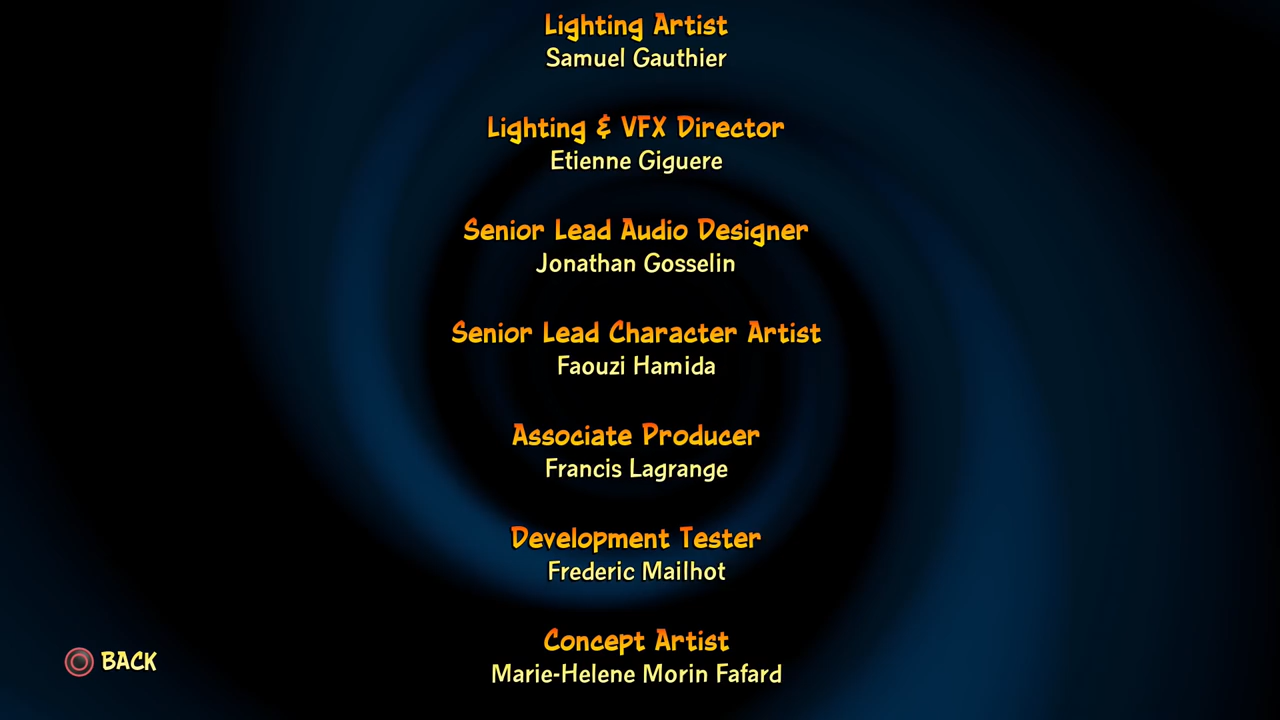 Lighting Artist
Samuel Gauthier
Lighting & VFX Director
Etienne Giguere
Senior Lead Audio Designer
Jonathan Gosselin
Senior Lead Character Artist
Faouzi Hamida
Associate Producer
Francis Lagrange
Development Tester
Frederic Mailhot
Concept Artist
Marie-Helene Morin Fafard
BACK